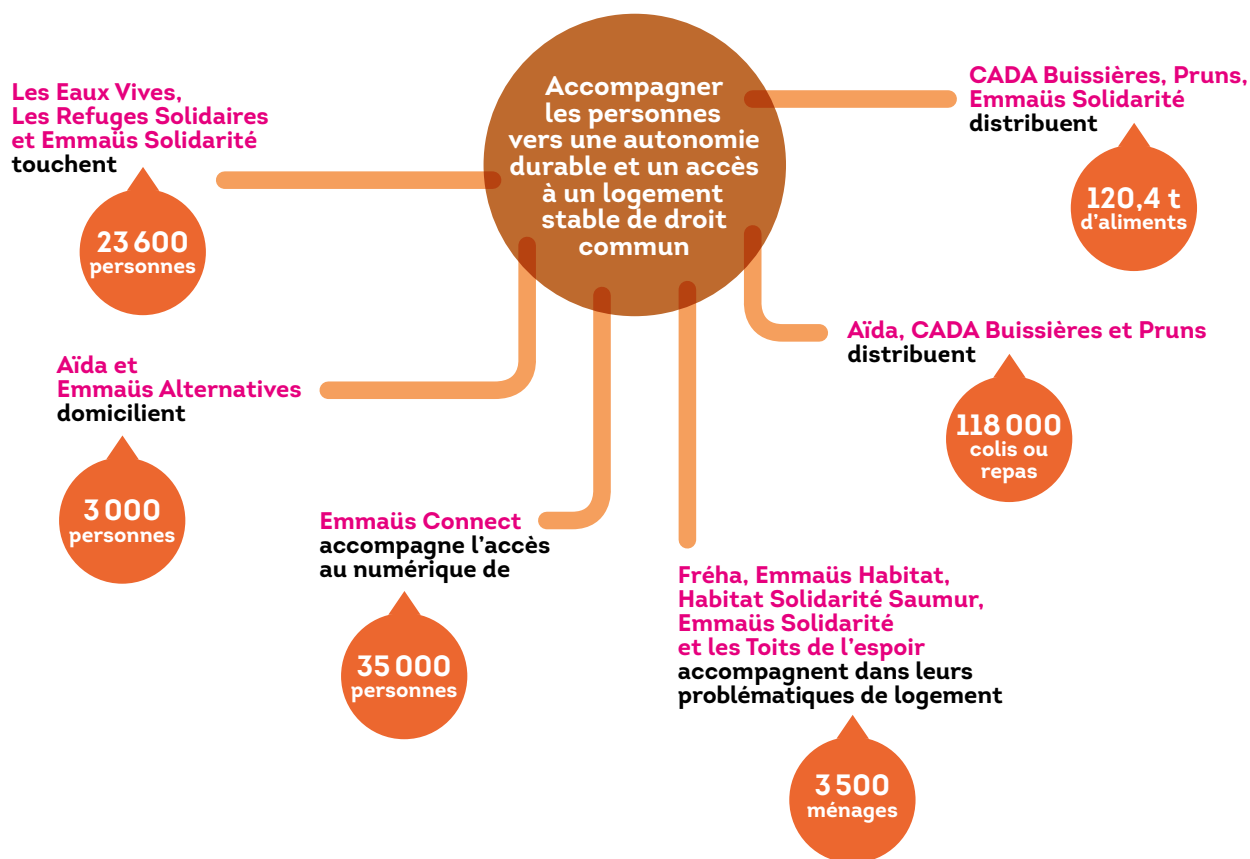 Accompagner
les personnes
vers une autonomie
durable et un accès
à un logement
stable de droit
commun
Les Eaux Vives,
Les Refuges Solidaires
et Emmaüs Solidarité
touchent
23 600
personnes
CADA Buissières, Pruns,
Emmaüs Solidarité
distribuent
120,4 t
d'aliments
Aïda et
Emmaüs Alternatives
domicilient
3 000
personnes
Aïda, CADA Buissières et Pruns
distribuent
118 000
colis ou
repas
Emmaüs Connect
accompagne l'accès
au numérique de
35 000
personnes
Fréha, Emmaüs Habitat,
Habitat Solidarité Saumur,
Emmaüs Solidarité
et les Toits de l'espoir
accompagnent dans leurs
problématiques de logement
3 500
ménages